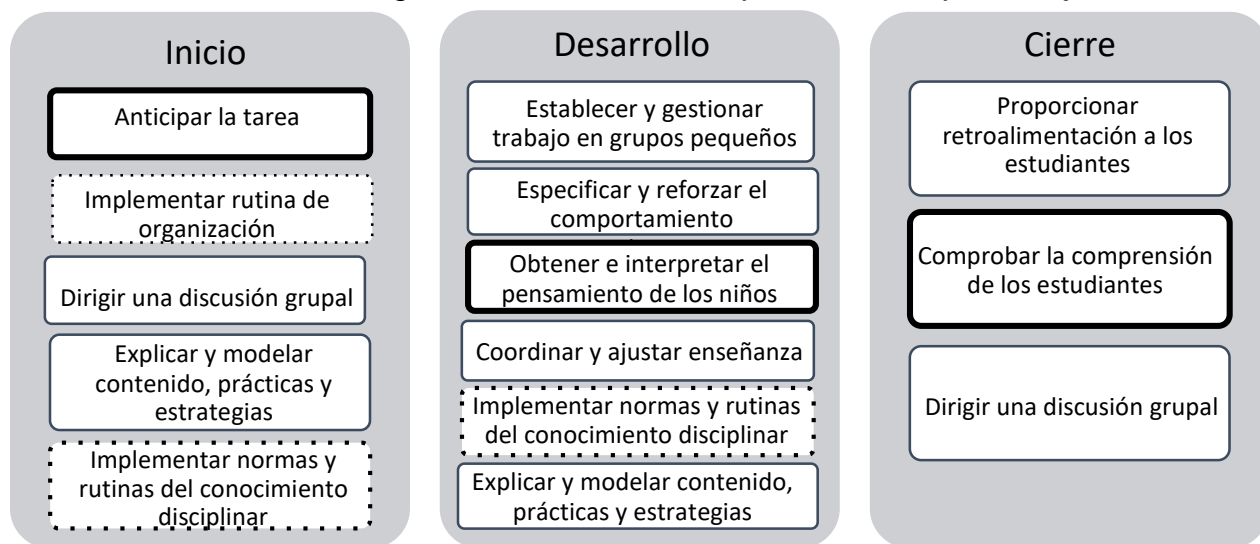 Inicio
Anticipar la tarea
Implementar rutina de
organización
Dirigir una discusión grupal
Explicar y modelar
contenido, prácticas y
estrategias
Implementar normas y
rutinas del conocimiento
disciplinar
Desarrollo
Establecer y gestionar
trabajo en grupos pequeños
Especificar y reforzar el
comportamiento
Obtener e interpretar el
pensamiento de los niños
Coordinar y ajustar enseñanza
Implementar normas y rutinas
del conocimiento disciplinar
Explicar y modelar contenido,
prácticas y estrategias
Cierre
Proporcionar
retroalimentación a los
estudiantes
Comprobar la comprensión
de los estudiantes
Dirigir una discusión grupal